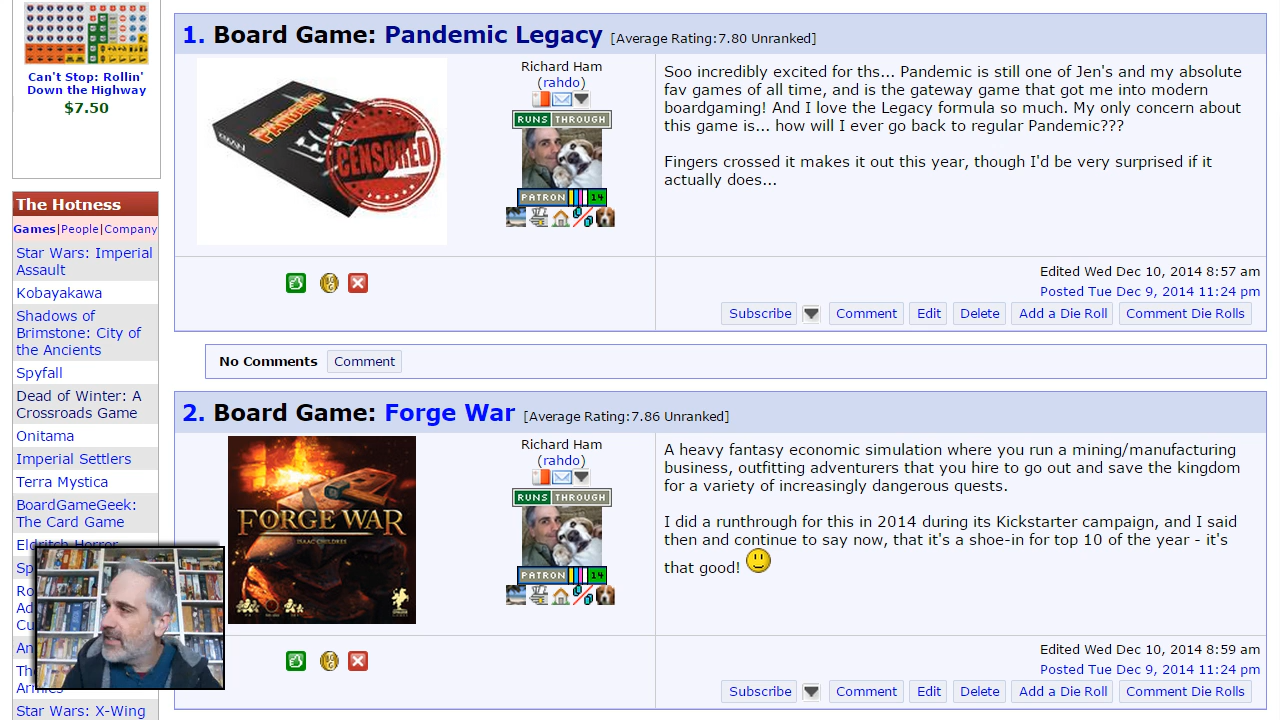 Can't Stop: Rollin'
Down the Highway
$7.50
The Hotness
Games|People|Company
Star Wars: Imperial
Assault
Kobayakawa
Shadows of
Brimstone: City of
the Ancients
Spyfall
Dead of Winter: A
Crossroads Game
Onitama
Imperial Settlers
Terra Mystica
BoardGameGeek:
The Card Game
Eldritch Horror
Sp
Ro
Ad
Cu
An
The
Armies
Star Wars: X-Wing
1. Board Game: Pandemic Legacy [Average Rating:7.80 Unranked]
PANDEMIC
CENSORED
Richard Ham
(rahdo)
RUNS THROUGH
PATRON 14
Soo incredibly excited for ths... Pandemic is still one of Jen's and my absolute
fav games of all time, and is the gateway game that got me into modern
boardgaming! And I love the Legacy formula so much. My only concern about
this game is... how will I ever go back to regular Pandemic???
Fingers crossed it makes it out this year, though I'd be very surprised if it
actually does...
Edited Wed Dec 10, 2014 8:57 am
Posted Tue Dec 9, 2014 11:24 pm
Subscribe Comment Edit Delete Add a Die Roll Comment Die Rolls
No Comments Comment
2. Board Game: Forge War [Average Rating:7.86 Unranked]
FORGE WAR
ISAAC CHILDRES
Richard Ham
(rahdo)
RUNS THROUGH
PATRON 14
A heavy fantasy economic simulation where you run a mining/manufacturing
business, outfitting adventurers that you hire to go out and save the kingdom
for a variety of increasingly dangerous quests.
I did a runthrough for this in 2014 during its Kickstarter campaign, and I said
then and continue to say now, that it's a shoe-in for top 10 of the year - it's
that good!
Edited Wed Dec 10, 2014 8:59 am
Posted Tue Dec 9, 2014 11:24 pm
Subscribe Comment Edit Delete Add a Die Roll Comment Die Rolls